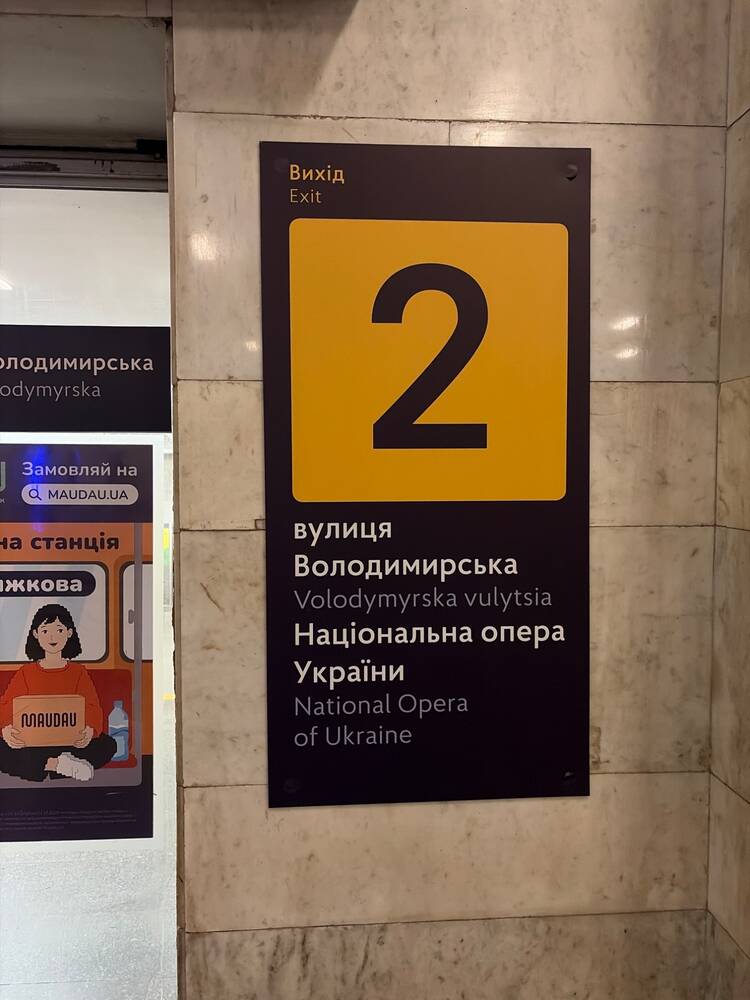 Вихід
Exit
2
вулиця
Володимирська
Volodymyrska vulytsia
Національна опера
України
National Opera
of Ukraine
олодимирська
odymyrska
Замовляй на
MAUDAU.UA
на станція
жкова
MAUDAU